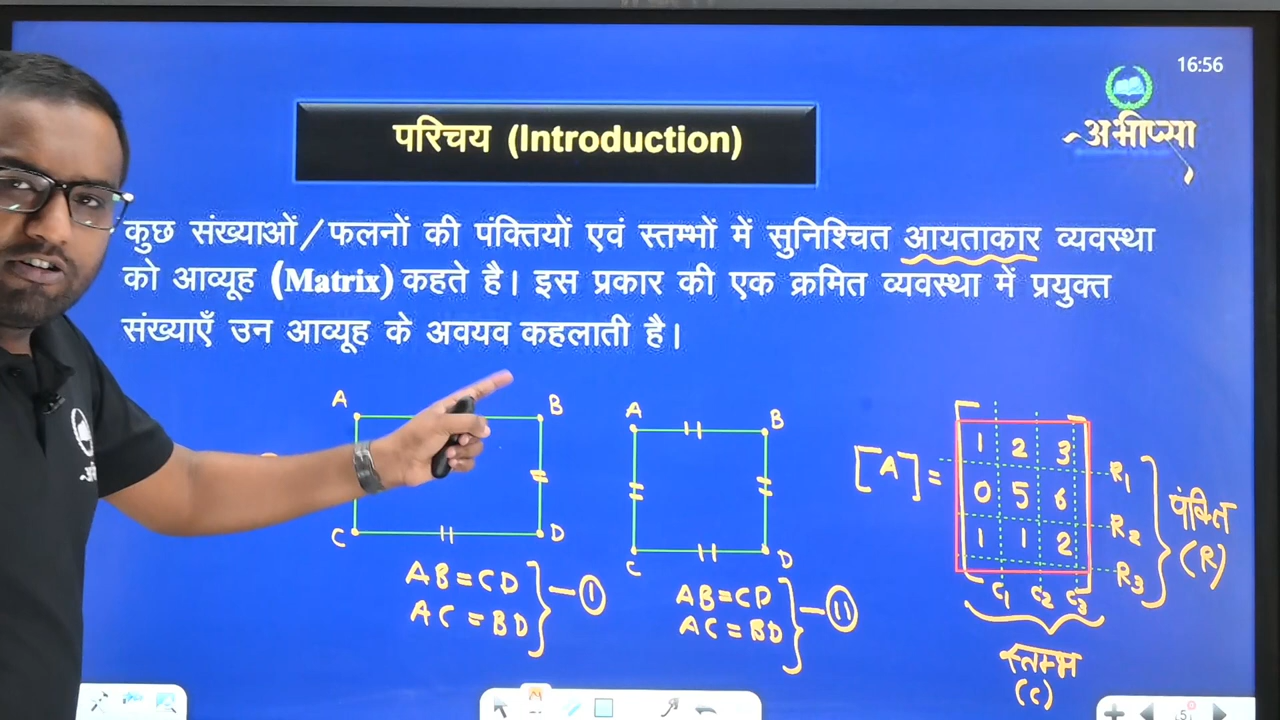 16:56
अभीप्सा
परिचय (Introduction)
कुछ संख्याओं/फलनों की पंक्तियों एवं स्तम्भों में सुनिश्चित आयताकार व्यवस्था
को आव्यूह (Matrix) कहते है। इस प्रकार की एक क्रमित व्यवस्था में प्रयुक्त
संख्याएँ उन आव्यूह के अवयव कहलाती है।
A B
C D
AB = CD
AC = BD
—①
A B
C D
AB = CD
AC = BD
—⑪
[A] =
1 2 3 R₁
0 5 6 R₂
1 1 2 R₃
C₁ C₂ C₃
पंक्ति
(R)
स्तम्भ
(C)